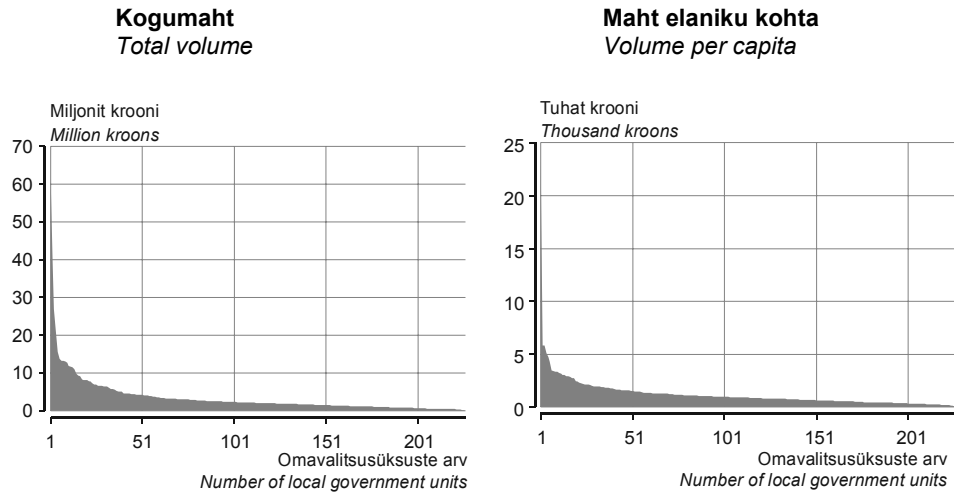 Kogumaht
Total volume
Miljonit krooni
Million kroons
70
60
50
40
30
20
10
0
1 51 101 151 201
Omavalitsusüksuste arv
Number of local government units
Maht elaniku kohta
Volume per capita
Tuhat krooni
Thousand kroons
25
20
15
10
5
0
1 51 101 151 201
Omavalitsusüksuste arv
Number of local government units